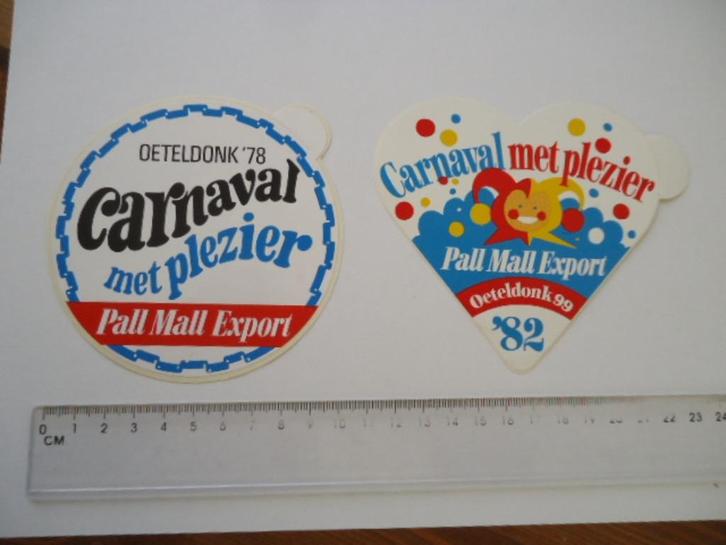 OETELDONK '78
Carnaval
met plezier
Pall Mall Export
Carnaval met plezier
Pall Mall Export
Oeteldonk 99
'82
0 1 2 3 4 5 6 7 8 9 10 11 12 13 14 15 16 17 18 19 20 21 22 23 24
CM